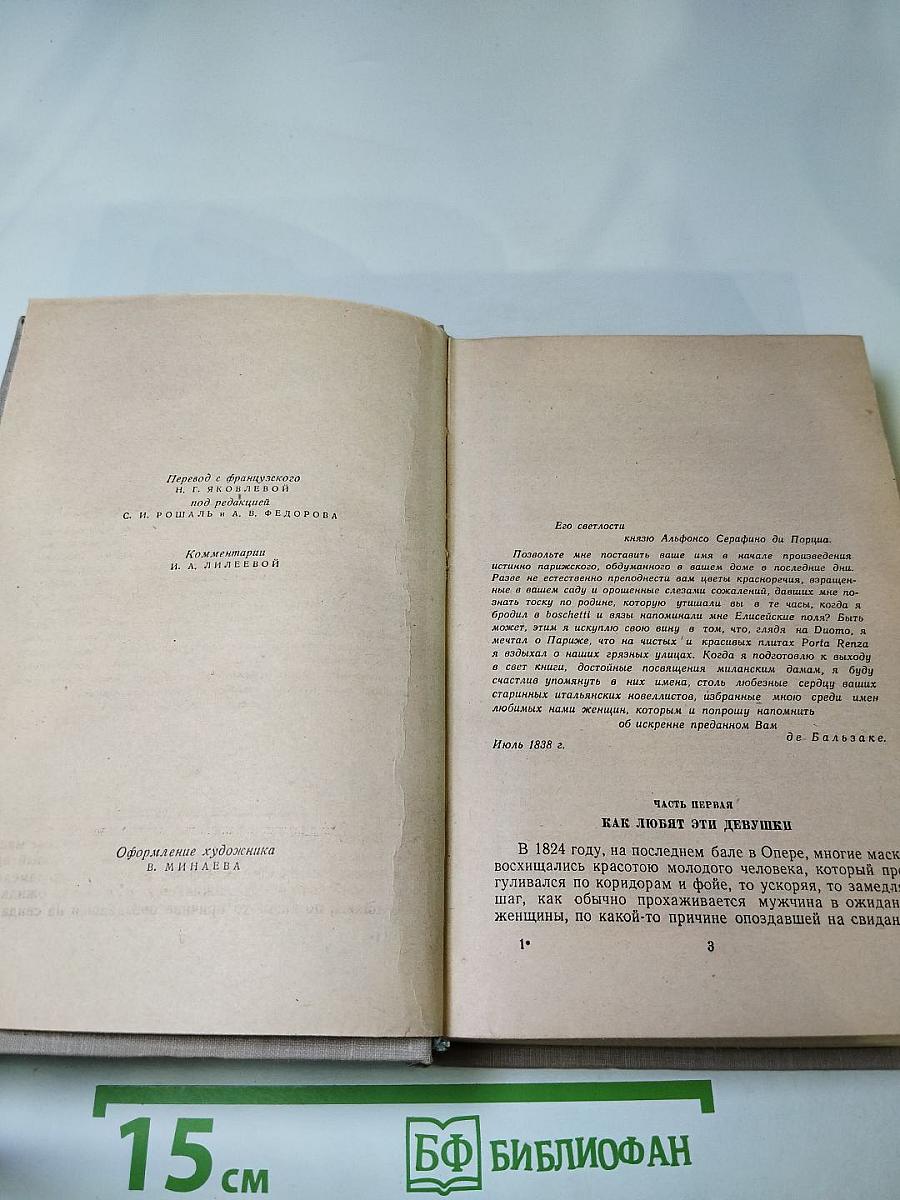 Перевод с французского
Н. Г. ЯКОВЛЕВОЙ
под редакцией
С. И. РОШАЛЬ и А. В. ФЕДОРОВА
Комментарии
И. А. ЛИЛЕЕВОЙ
Оформление художника
В. МИНАЕВА
Его светлости
князю Альфонсо Серафино ди Порциа.
Позвольте мне поставить ваше имя в начале произведения
истинно парижского, обдуманного в вашем доме в последние дни.
Разве не естественно преподнести вам цветы красноречия, взращен-
ные в вашем саду и орошенные слезами сожалений, давших мне по-
знать тоску по родине, которую утишали вы в те часы, когда я
бродил в boschetti и вязы напоминали мне Елисейские поля? Быть
может, этим я искуплю свою вину в том, что, глядя на Duomo, я
мечтал о Париже, что на чистых и красивых плитах Porta Renza
я вздыхал о наших грязных улицах. Когда я подготовлю к выходу
в свет книги, достойные посвящения миланским дамам, я буду
счастлив упомянуть в них имена, столь любезные сердцу ваших
старинных итальянских новеллистов, избранные мною среди имен
любимых нами женщин, которым и попрошу напомнить
об искренне преданном Вам
де Бальзаке.
Июль 1838 г.
ЧАСТЬ ПЕРВАЯ
КАК ЛЮБЯТ ЭТИ ДЕВУШКИ
В 1824 году, на последнем бале в Опере, многие маск
восхищались красотою молодого человека, который про
гуливался по коридорам и фойе, то ускоряя, то замедля
шаг, как обычно прохаживается мужчина в ожидан
женщины, по какой-то причине опоздавшей на свидан
1*
3
15 см
БФ БИБЛИОФАН